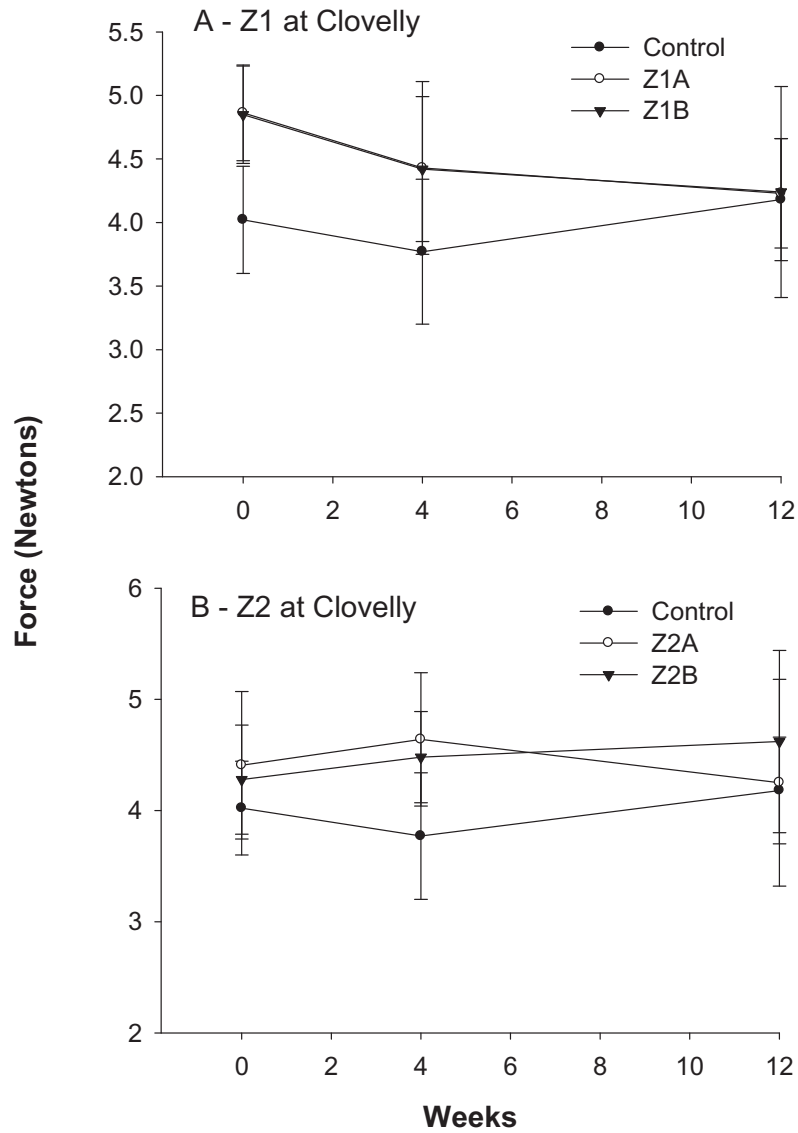 A - Z1 at Clovelly
Control
Z1A
Z1B
5.5
5.0
4.5
4.0
3.5
3.0
2.5
2.0
0 2 4 6 8 10 12
Force (Newtons)
B - Z2 at Clovelly
Control
Z2A
Z2B
6
5
4
3
2
0 2 4 6 8 10 12
Weeks